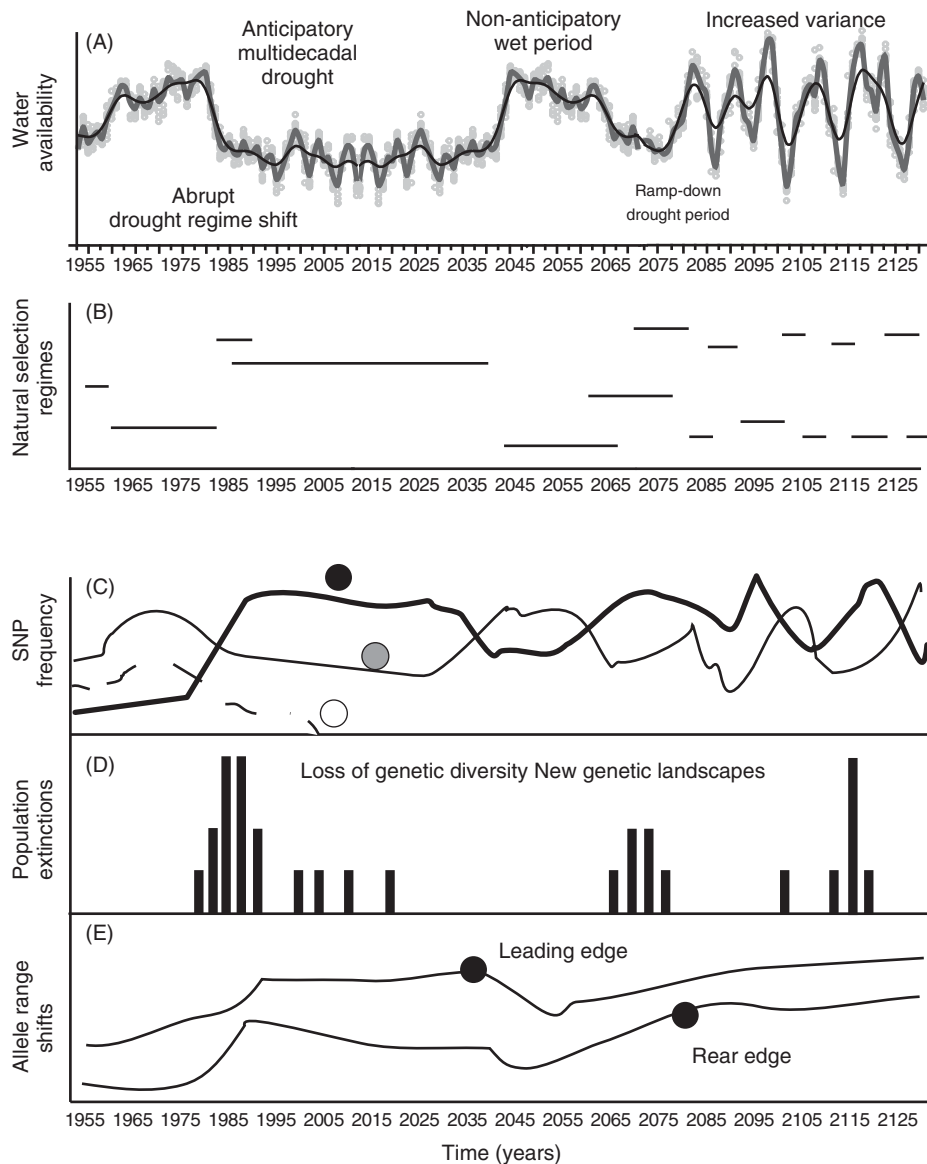 (A)
Anticipatory
multidecadal
drought
Non-anticipatory
wet period
Increased variance
Water
availability
Abrupt
drought regime shift
Ramp-down
drought period
1955 1965 1975 1985 1995 2005 2015 2025 2035 2045 2055 2065 2075 2085 2095 2105 2115 2125
(B)
Natural selection
regimes
1955 1965 1975 1985 1995 2005 2015 2025 2035 2045 2055 2065 2075 2085 2095 2105 2115 2125
(C)
SNP
frequency
(D)
Loss of genetic diversity New genetic landscapes
Population
extinctions
(E)
Leading edge
Allele range
shifts
Rear edge
1955 1965 1975 1985 1995 2005 2015 2025 2035 2045 2055 2065 2075 2085 2095 2105 2115 2125
Time (years)